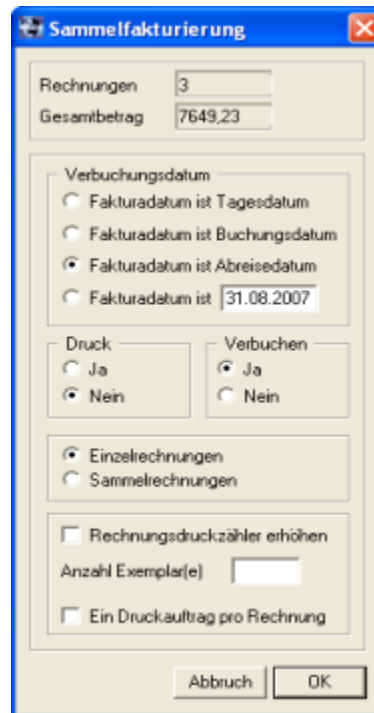 Sammelfakturierung
Rechnungen 3
Gesamtbetrag 7649,23
Verbuchungsdatum
Fakturadatum ist Tagesdatum
Fakturadatum ist Buchungsdatum
Fakturadatum ist Abreisedatum
Fakturadatum ist 31.08.2007
Druck Verbuchen
Ja Ja
Nein Nein
Einzelrechnungen
Sammelrechnungen
Rechnungsdruckzähler erhöhen
Anzahl Exemplar(e)
Ein Druckauftrag pro Rechnung
Abbruch OK